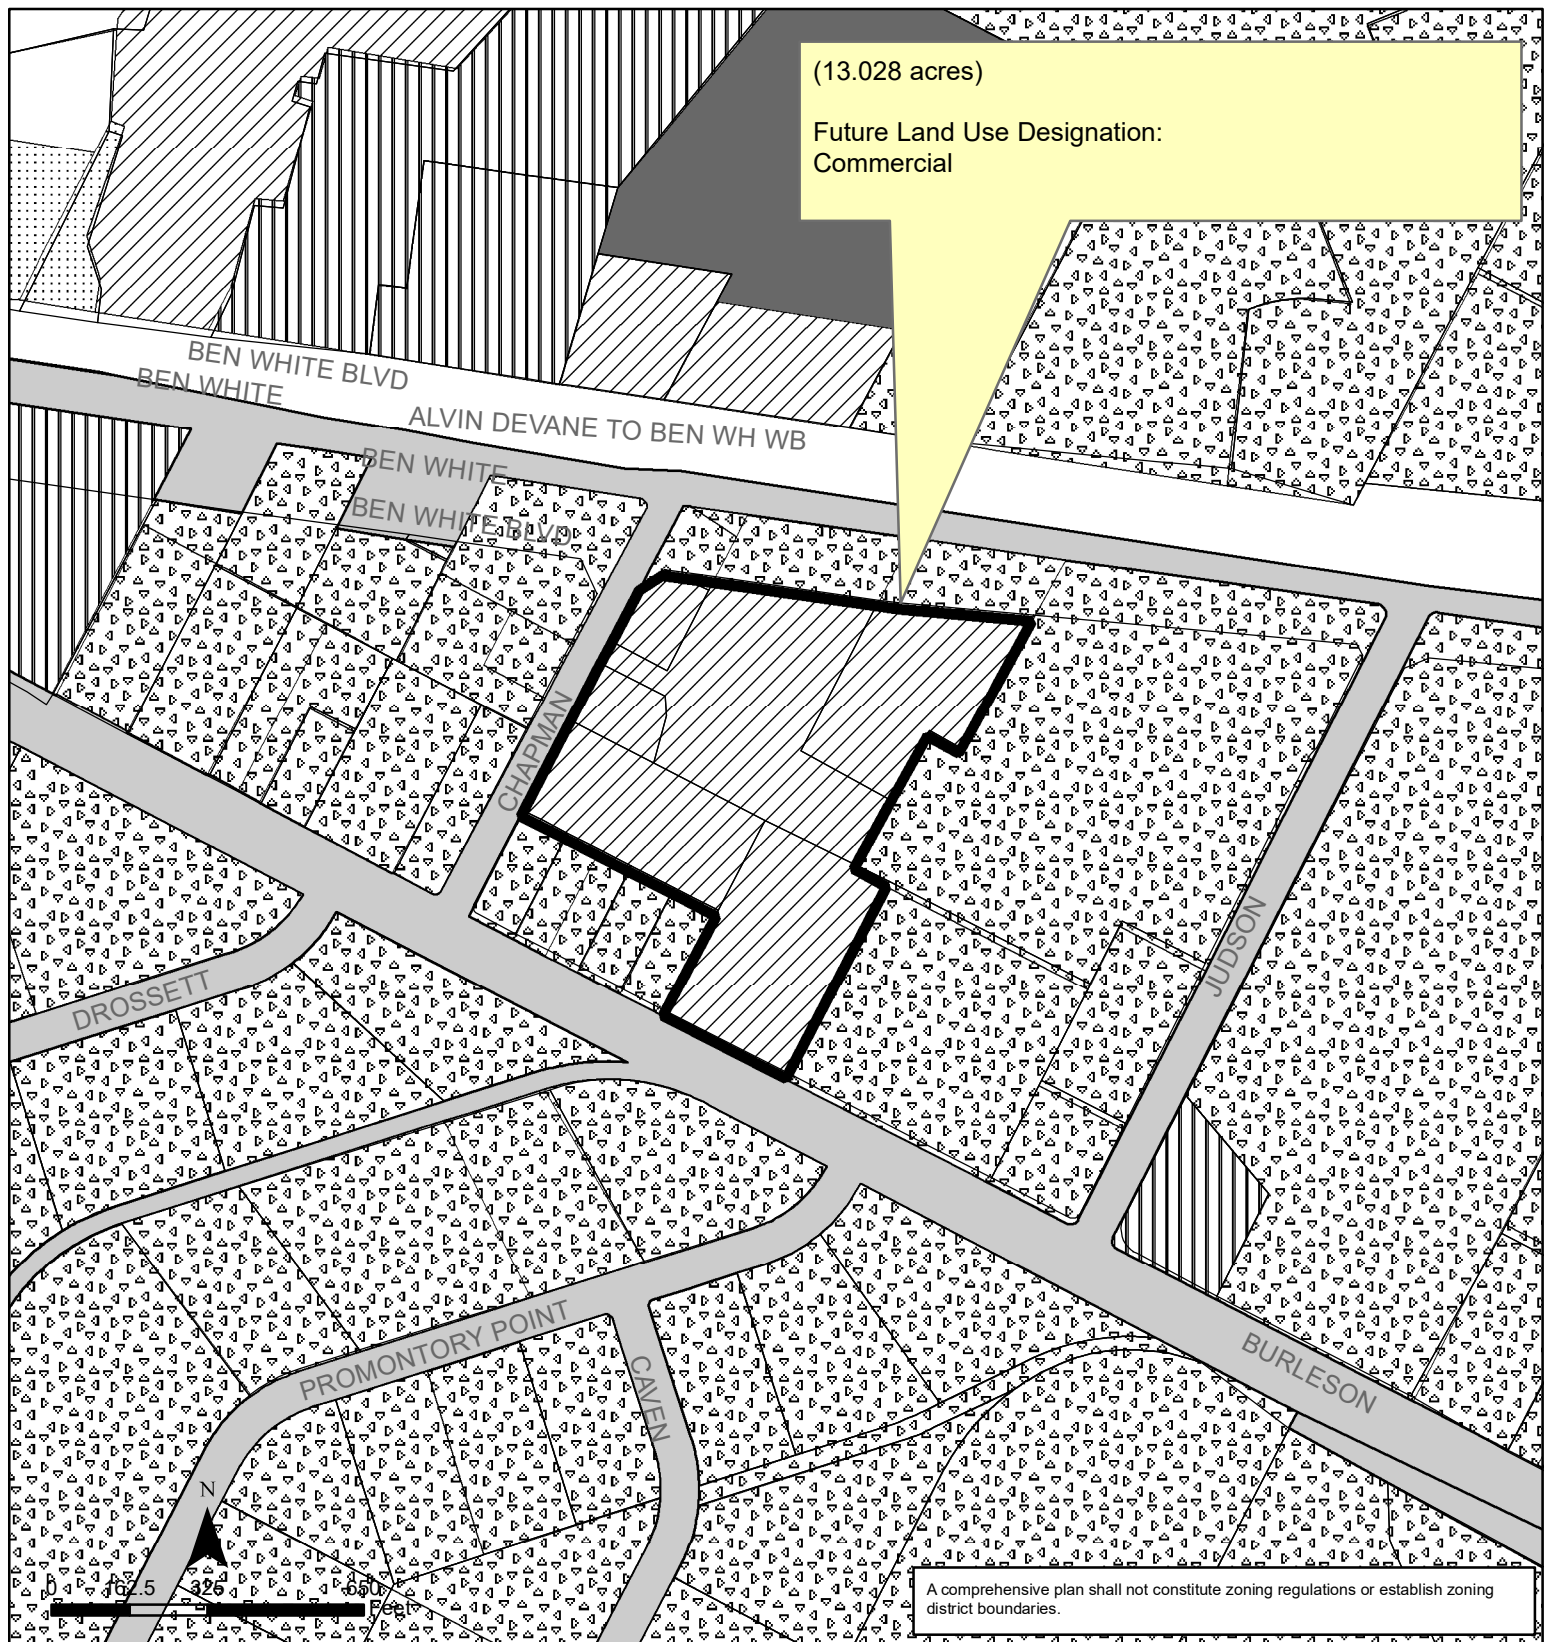 (13.028 acres)
Future Land Use Designation:
Commercial
BEN WHITE BLVD
BEN WHITE
ALVIN DEVANE TO BEN WH WB
BEN WHITE
BEN WHITE BLVD
CHAPMAN
JUDSON
DROSSETT
PROMONTORY POINT
CAVEN
BURLESON
N
0 162.5 325 650
Feet
A comprehensive plan shall not constitute zoning regulations or establish zoning
district boundaries.